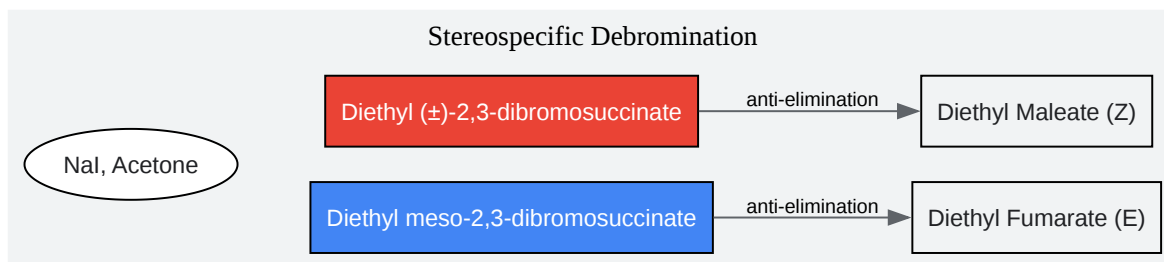 Stereospecific Debromination
NaI, Acetone
Diethyl (±)-2,3-dibromosuccinate
anti-elimination
Diethyl Maleate (Z)
Diethyl meso-2,3-dibromosuccinate
anti-elimination
Diethyl Fumarate (E)